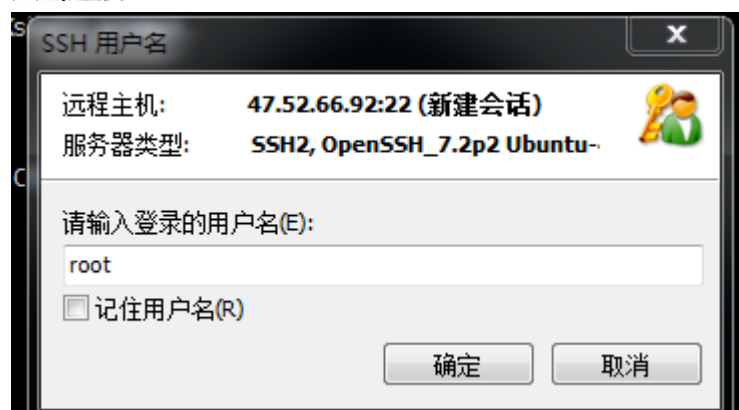 SSH 用户名
远程主机: 47.52.66.92:22 (新建会话)
服务器类型: SSH2, OpenSSH_7.2p2 Ubuntu-
请输入登录的用户名(E):
root
记住用户名(R)
确定 取消